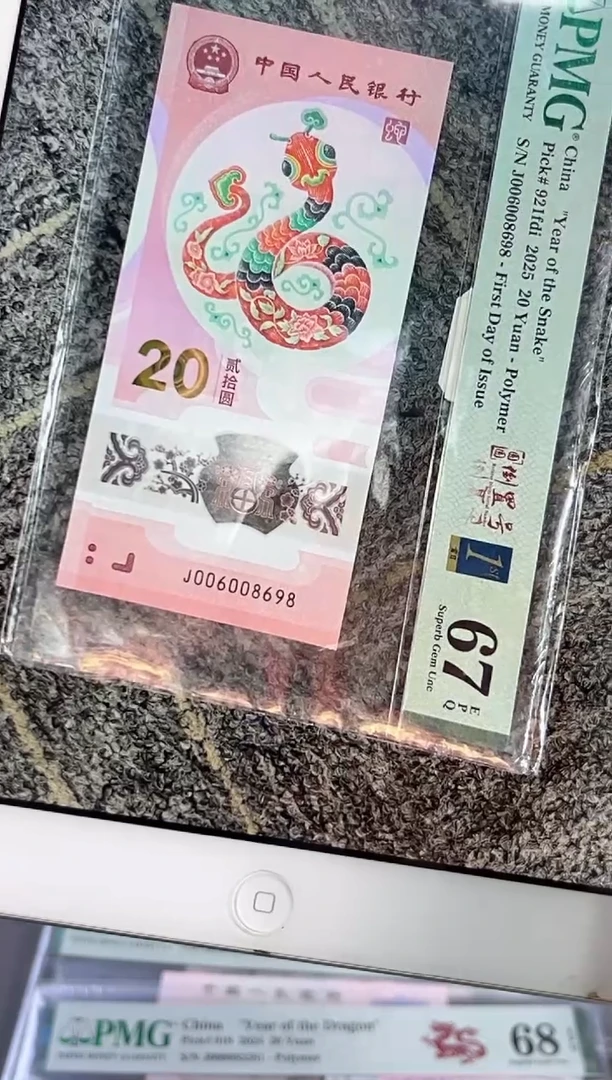 中国人民银行
20
贰拾圆
J006008698
PMG®
MONEY GUARANTY
China "Year of the Snake"
Pick# 921fdi 2025 20 Yuan - Polymer
S/N J006008698 - First Day of Issue
1st
67 EPQ
Superb Gem Unc
PMG
China "Year of the Dragon"
68